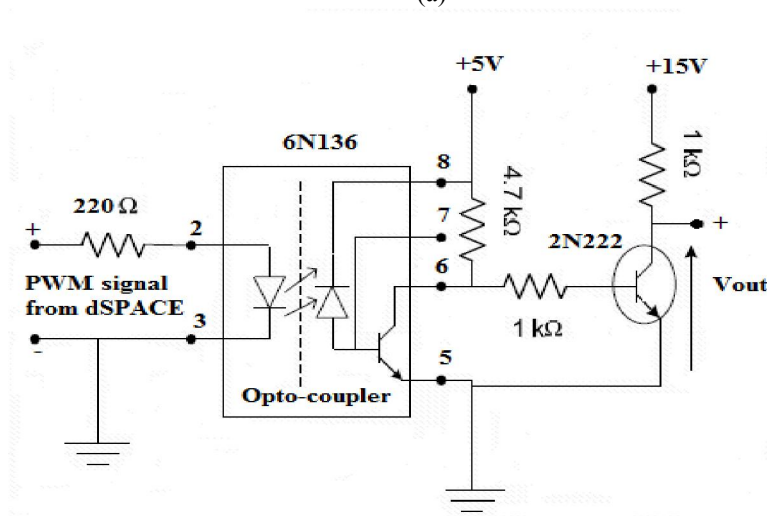 (a)
+5V
+15V
6N136
8
4.7 kΩ
1 kΩ
220 Ω
2
7
+
2N222
+
6
PWM signal
from dSPACE
Vout
3
1 kΩ
-
5
Opto-coupler